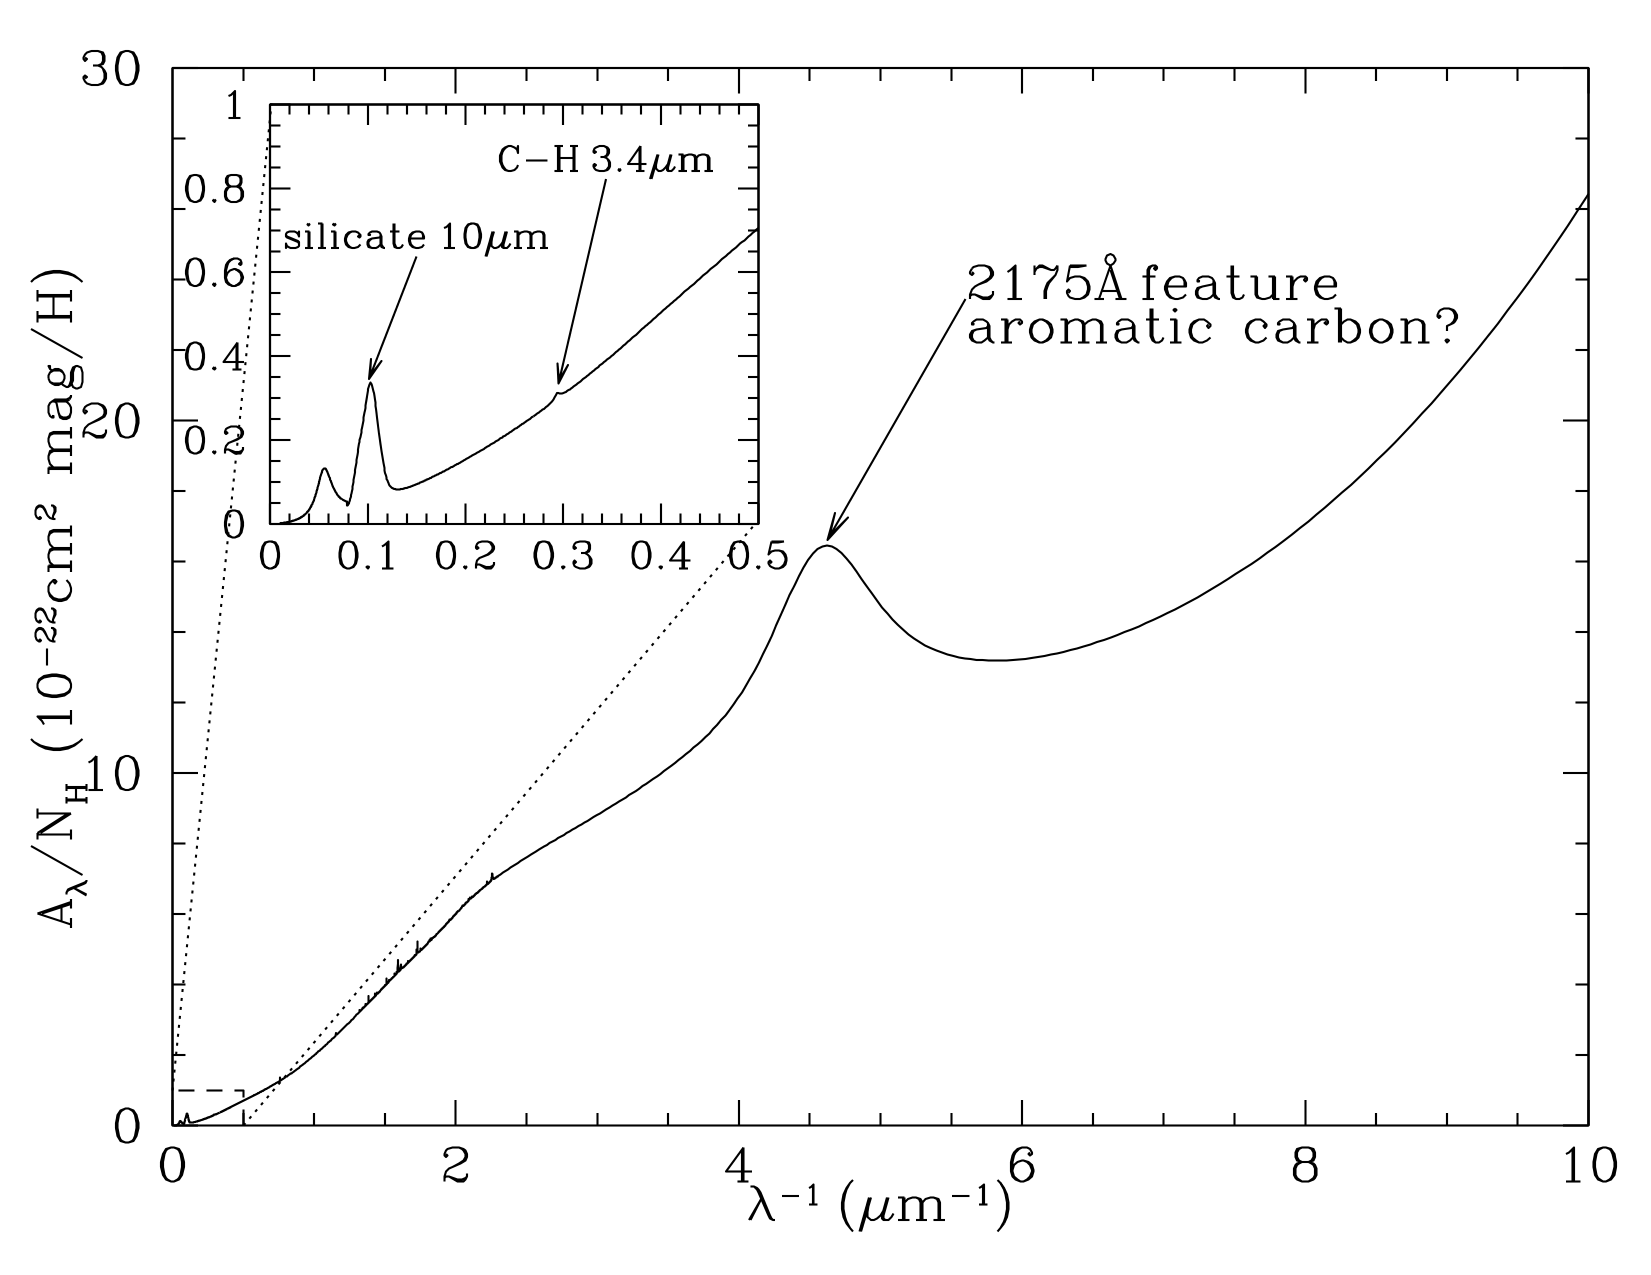 30
20
10
0
0 2 4 6 8 10
λ⁻¹ (μm⁻¹)
A_λ/N_H (10⁻²²cm² mag/H)
1
0.8
0.6
0.4
0.2
0
0 0.1 0.2 0.3 0.4 0.5
C−H 3.4μm
silicate 10μm
2175Å feature
aromatic carbon?